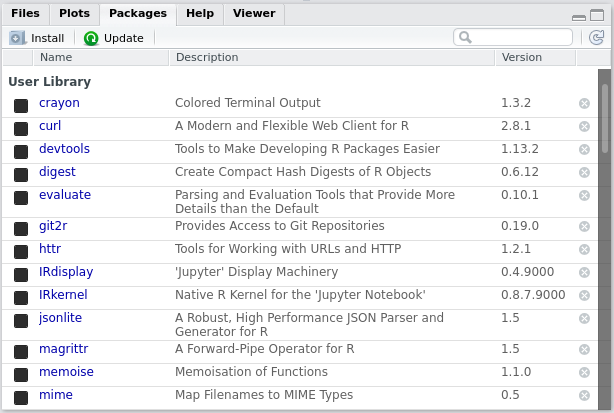 Files Plots Packages Help Viewer
Install Update
Name Description Version
User Library
crayon Colored Terminal Output 1.3.2
curl A Modern and Flexible Web Client for R 2.8.1
devtools Tools to Make Developing R Packages Easier 1.13.2
digest Create Compact Hash Digests of R Objects 0.6.12
evaluate Parsing and Evaluation Tools that Provide More 0.10.1
Details than the Default
git2r Provides Access to Git Repositories 0.19.0
httr Tools for Working with URLs and HTTP 1.2.1
IRdisplay 'Jupyter' Display Machinery 0.4.9000
IRkernel Native R Kernel for the 'Jupyter Notebook' 0.8.7.9000
jsonlite A Robust, High Performance JSON Parser and 1.5
Generator for R
magrittr A Forward-Pipe Operator for R 1.5
memoise Memoisation of Functions 1.1.0
mime Map Filenames to MIME Types 0.5